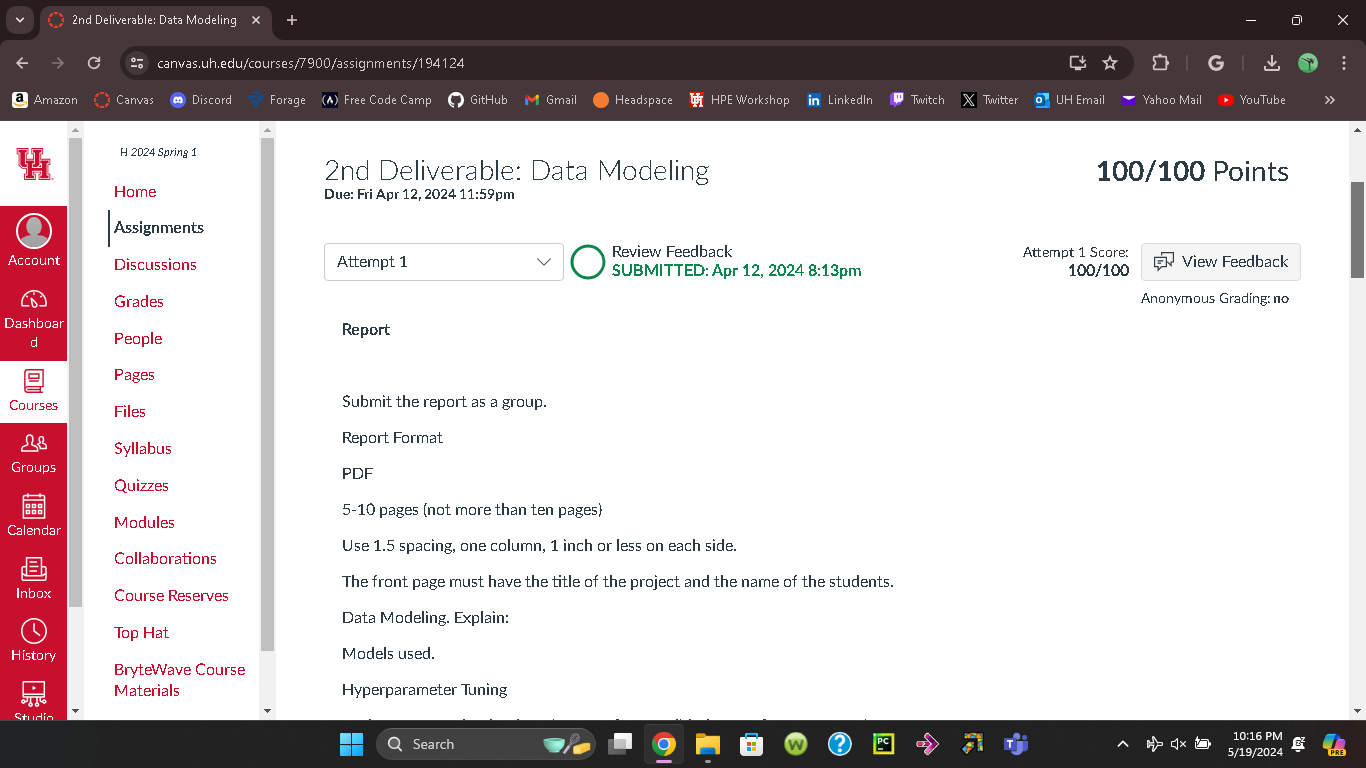 2nd Deliverable: Data Modeling
canvas.uh.edu/courses/7900/assignments/194124
Amazon
Canvas
Discord
Forage
Free Code Camp
GitHub
Gmail
Headspace
HPE Workshop
LinkedIn
Twitch
Twitter
UH Email
Yahoo Mail
YouTube
Account
Dashboar
d
Courses
Groups
Calendar
Inbox
History
Studio
H 2024 Spring 1
Home
Assignments
Discussions
Grades
People
Pages
Files
Syllabus
Quizzes
Modules
Collaborations
Course Reserves
Top Hat
BryteWave Course
Materials
2nd Deliverable: Data Modeling
Due: Fri Apr 12, 2024 11:59pm
100/100 Points
Attempt 1
Review Feedback
SUBMITTED: Apr 12, 2024 8:13pm
Attempt 1 Score:
100/100
View Feedback
Anonymous Grading: no
Report
Submit the report as a group.
Report Format
PDF
5-10 pages (not more than ten pages)
Use 1.5 spacing, one column, 1 inch or less on each side.
The front page must have the title of the project and the name of the students.
Data Modeling. Explain:
Models used.
Hyperparameter Tuning
Search
10:16 PM
5/19/2024